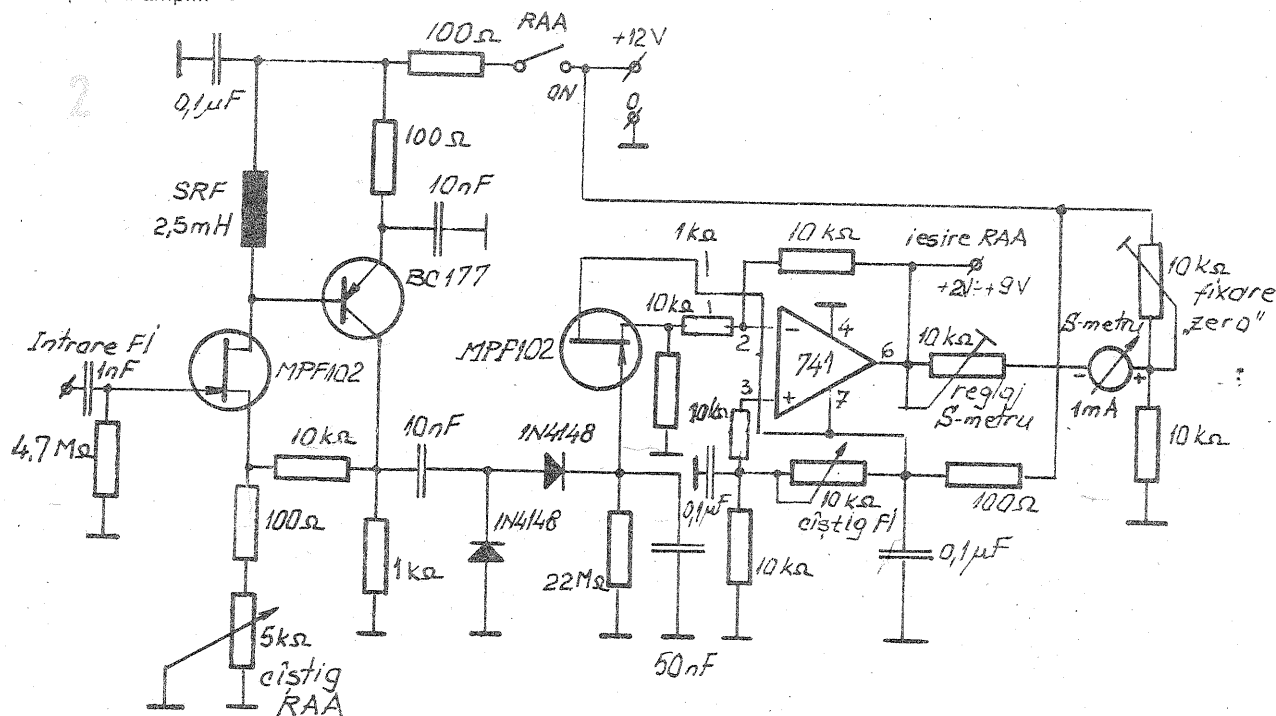 2
RAA
100Ω
+12V
0,1μF
ON
0
100Ω
SRF
2,5mH
10nF
BC177
1kΩ
10kΩ
iesire RAA
+2V÷+9V
10kΩ
fixare
„zero"
Intrare FI
1nF
MPF102
MPF102
10kΩ
2
-
4
741
6
10kΩ
S-metru
- +
1mA
reglaj
S-metru
3
+
7
4,7MΩ
10kΩ
10nF
1N4148
10kΩ
10kΩ
0,1μF
10kΩ
cîştig FI
100Ω
100Ω
1N4148
1kΩ
22MΩ
10kΩ
0,1μF
50nF
5kΩ
cîştig
RAA